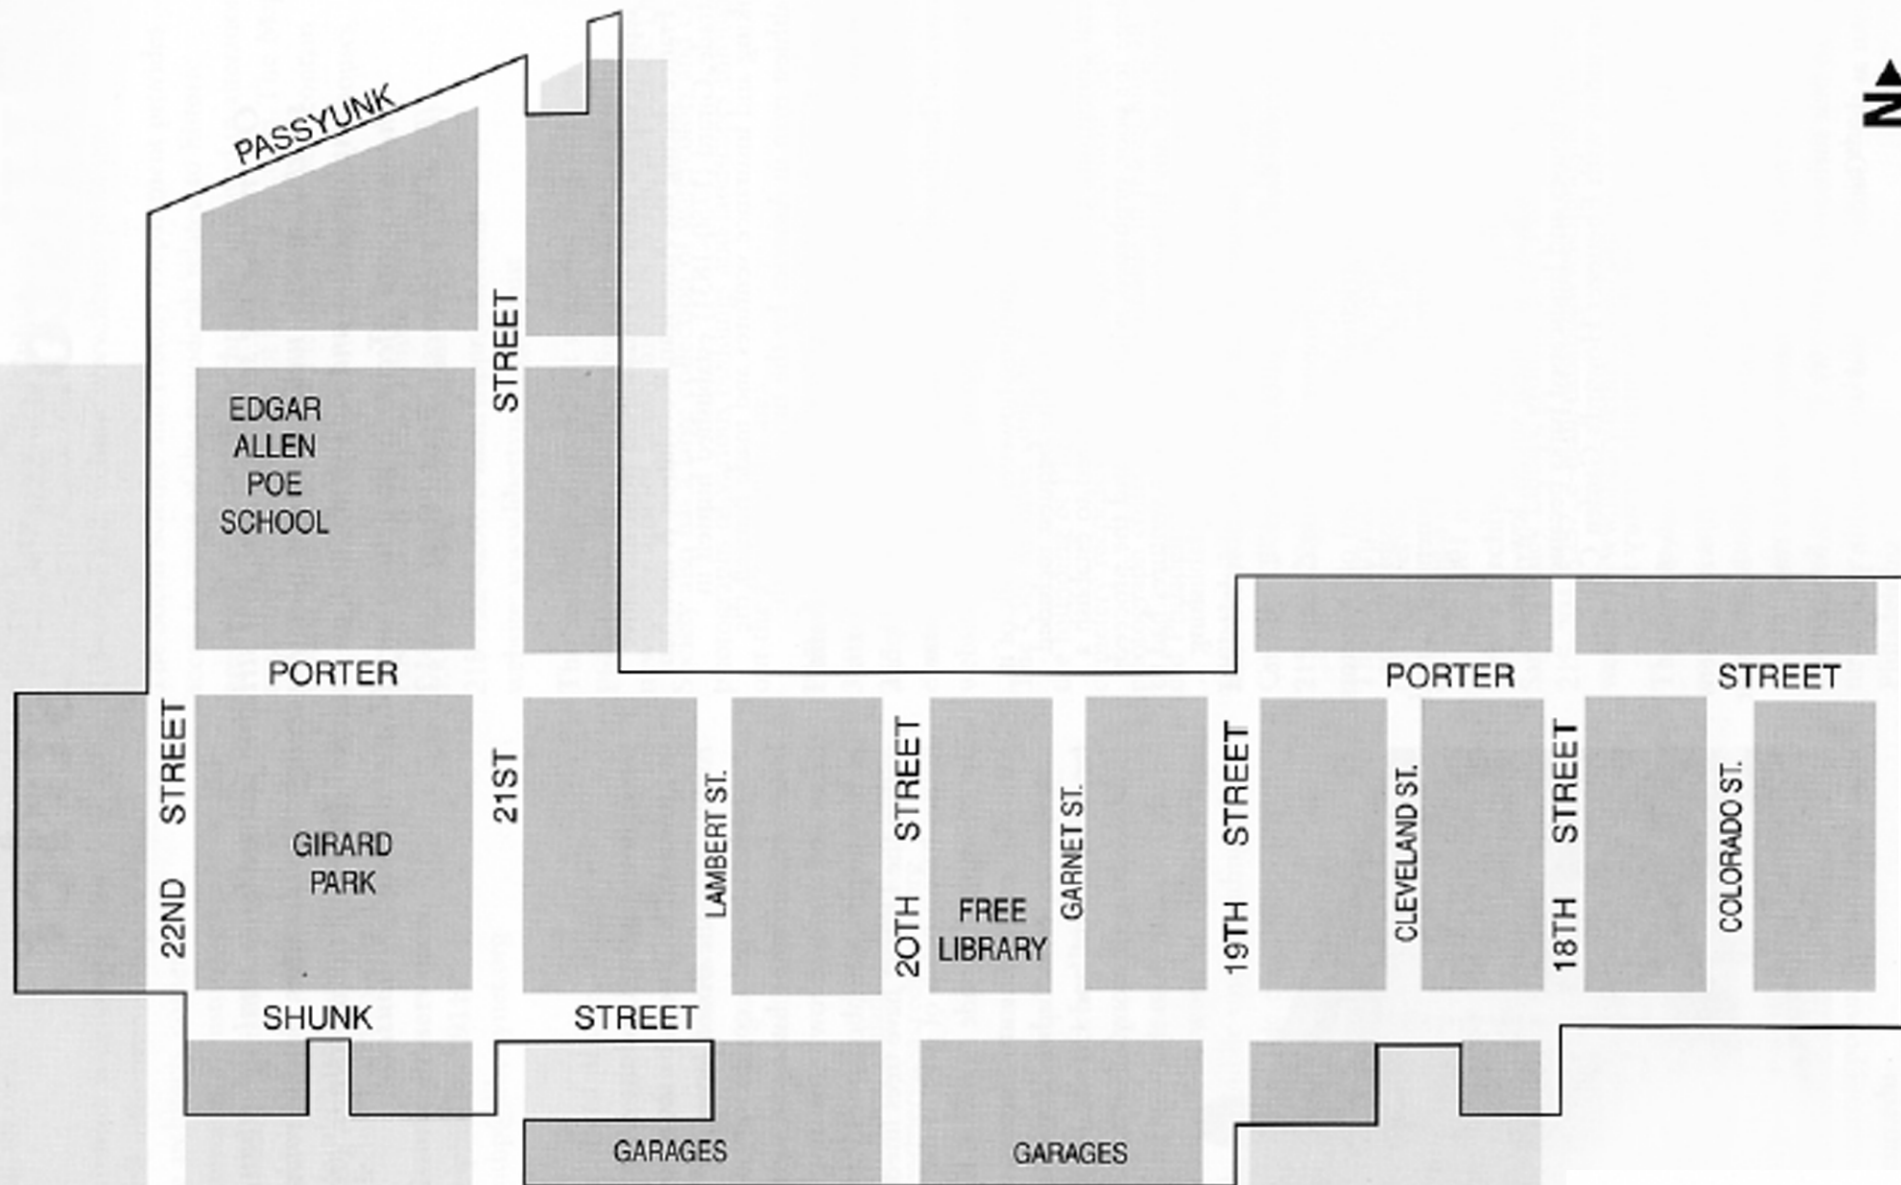 PASSYUNK
N
STREET
EDGAR
ALLEN
POE
SCHOOL
PORTER
PORTER STREET
22ND STREET
GIRARD
PARK
21ST
LAMBERT ST.
20TH STREET
FREE
LIBRARY
GARNET ST.
19TH STREET
CLEVELAND ST.
18TH STREET
COLORADO ST.
SHUNK STREET
GARAGES
GARAGES